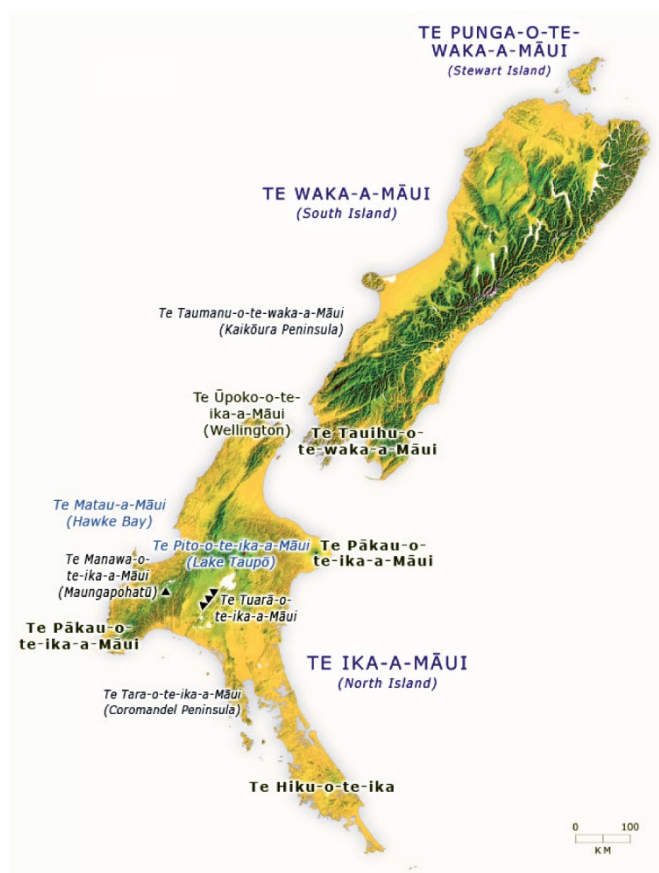 TE PUNGA-O-TE-
WAKA-A-MĀUI
(Stewart Island)
TE WAKA-A-MĀUI
(South Island)
Te Taumanu-o-te-waka-a-Māui
(Kaikōura Peninsula)
Te Ūpoko-o-te-
ika-a-Māui
(Wellington)
Te Tauihu-o-
te-waka-a-Māui
Te Matau-a-Māui
(Hawke Bay)
Te Pito-o-te-ika-a-Māui
(Lake Taupō)
Te Pākau-o-
te-ika-a-Māui
Te Manawa-o-
te-ika-a-Māui
(Maungapōhatū)
Te Tuarā-o-
te-ika-a-Māui
Te Pākau-o-
te-ika-a-Māui
TE IKA-A-MĀUI
(North Island)
Te Tara-o-te-ika-a-Māui
(Coromandel Peninsula)
Te Hiku-o-te-ika
0 100
KM